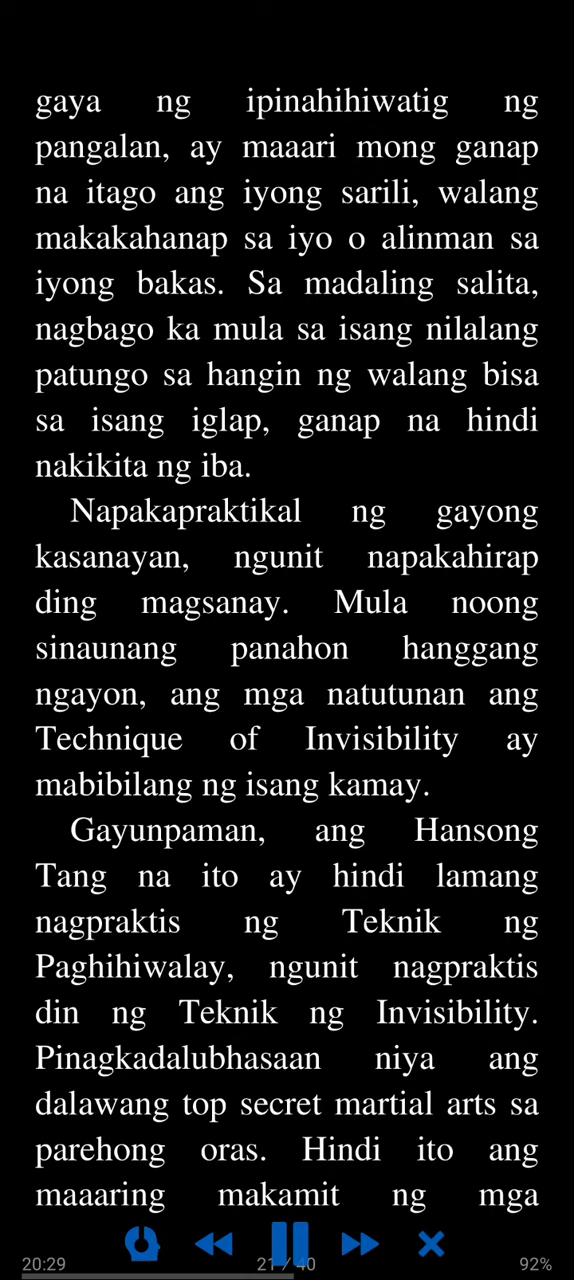 gaya ng ipinahihiwatig ng
pangalan, ay maaari mong ganap
na itago ang iyong sarili, walang
makakahanap sa iyo o alinman sa
iyong bakas. Sa madaling salita,
nagbago ka mula sa isang nilalang
patungo sa hangin ng walang bisa
sa isang iglap, ganap na hindi
nakikita ng iba.
Napakapraktikal ng gayong
kasanayan, ngunit napakahirap
ding magsanay. Mula noong
sinaunang panahon hanggang
ngayon, ang mga natutunan ang
Technique of Invisibility ay
mabibilang ng isang kamay.
Gayunpaman, ang Hansong
Tang na ito ay hindi lamang
nagpraktis ng Teknik ng
Paghihiwalay, ngunit nagpraktis
din ng Teknik ng Invisibility.
Pinagkadalubhasaan niya ang
dalawang top secret martial arts sa
parehong oras. Hindi ito ang
maaaring makamit ng mga
20:29 21 / 40 92%